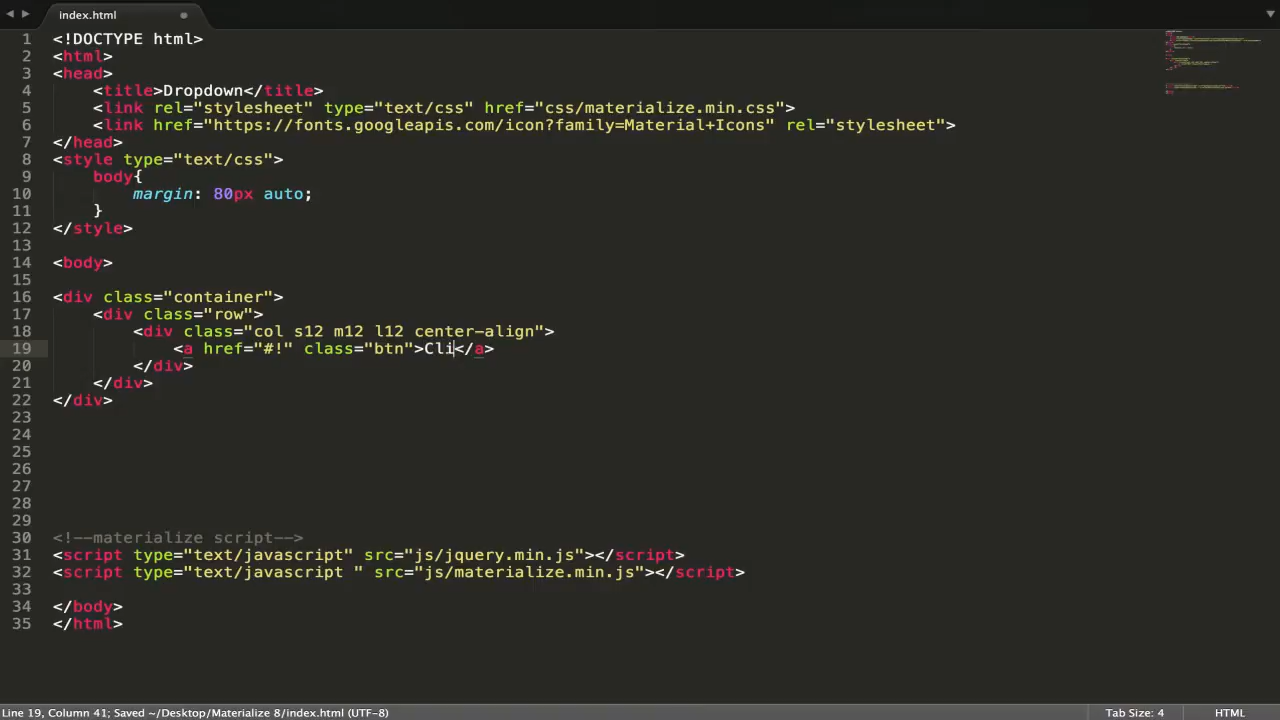 index.html
1 <!DOCTYPE html>
2 <html>
3 <head>
4 <title>Dropdown</title>
5 <link rel="stylesheet" type="text/css" href="css/materialize.min.css">
6 <link href="https://fonts.googleapis.com/icon?family=Material+Icons" rel="stylesheet">
7 </head>
8 <style type="text/css">
9 body{
10 margin: 80px auto;
11 }
12 </style>
13
14 <body>
15
16 <div class="container">
17 <div class="row">
18 <div class="col s12 m12 l12 center-align">
19 <a href="#!" class="btn">Cli</a>
20 </div>
21 </div>
22 </div>
23
24
25
26
27
28
29
30 <!--materialize script-->
31 <script type="text/javascript" src="js/jquery.min.js"></script>
32 <script type="text/javascript " src="js/materialize.min.js"></script>
33
34 </body>
35 </html>
Line 19, Column 41; Saved ~/Desktop/Materialize 8/index.html (UTF-8) Tab Size: 4 HTML